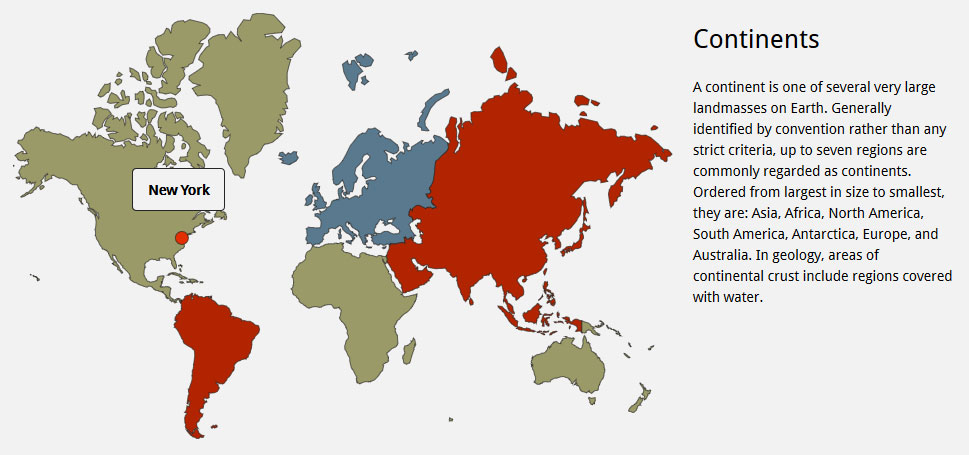 Continents
New York
A continent is one of several very large
landmasses on Earth. Generally
identified by convention rather than any
strict criteria, up to seven regions are
commonly regarded as continents.
Ordered from largest in size to smallest,
they are: Asia, Africa, North America,
South America, Antarctica, Europe, and
Australia. In geology, areas of
continental crust include regions covered
with water.